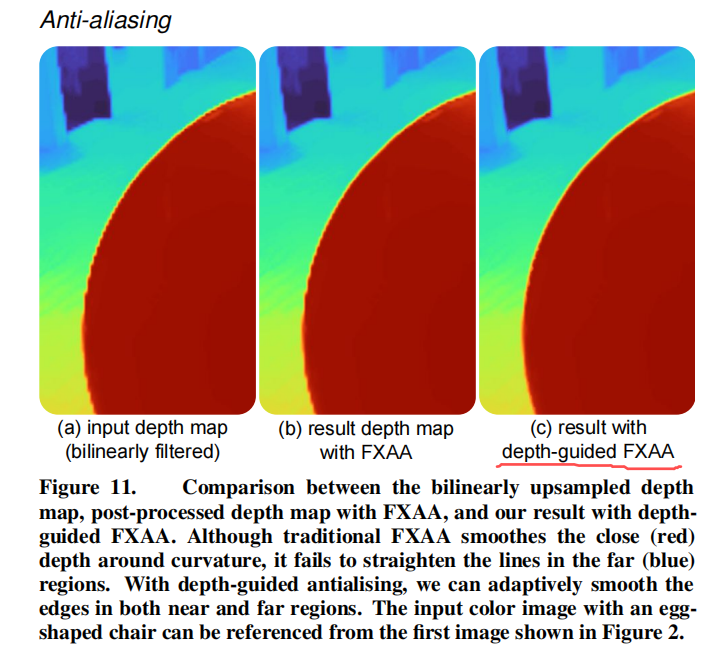 Anti-aliasing
(a) input depth map
(bilinearly filtered)
(b) result depth map
with FXAA
(c) result with
depth-guided FXAA
Figure 11. Comparison between the bilinearly upsampled depth
map, post-processed depth map with FXAA, and our result with depth-
guided FXAA. Although traditional FXAA smoothes the close (red)
depth around curvature, it fails to straighten the lines in the far (blue)
regions. With depth-guided antialising, we can adaptively smooth the
edges in both near and far regions. The input color image with an egg-
shaped chair can be referenced from the first image shown in Figure 2.